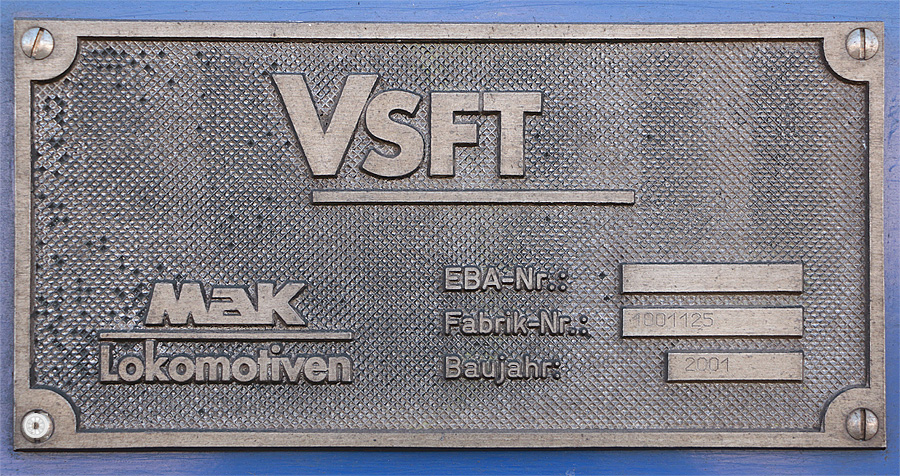 VSFT
MaK
Lokomotiven
EBA-Nr.:
Fabrik-Nr.: 1001125
Baujahr: 2001